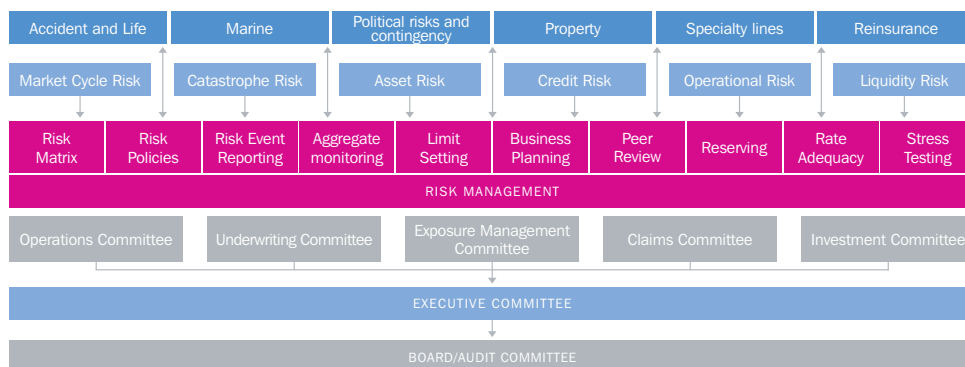 Accident and Life
Marine
Political risks and
contingency
Property
Specialty lines
Reinsurance
Market Cycle Risk
Catastrophe Risk
Asset Risk
Credit Risk
Operational Risk
Liquidity Risk
Risk
Matrix
Risk
Policies
Risk Event
Reporting
Aggregate
monitoring
Limit
Setting
Business
Planning
Peer
Review
Reserving
Rate
Adequacy
Stress
Testing
RISK MANAGEMENT
Operations Committee
Underwriting Committee
Exposure Management
Committee
Claims Committee
Investment Committee
EXECUTIVE COMMITTEE
BOARD/AUDIT COMMITTEE